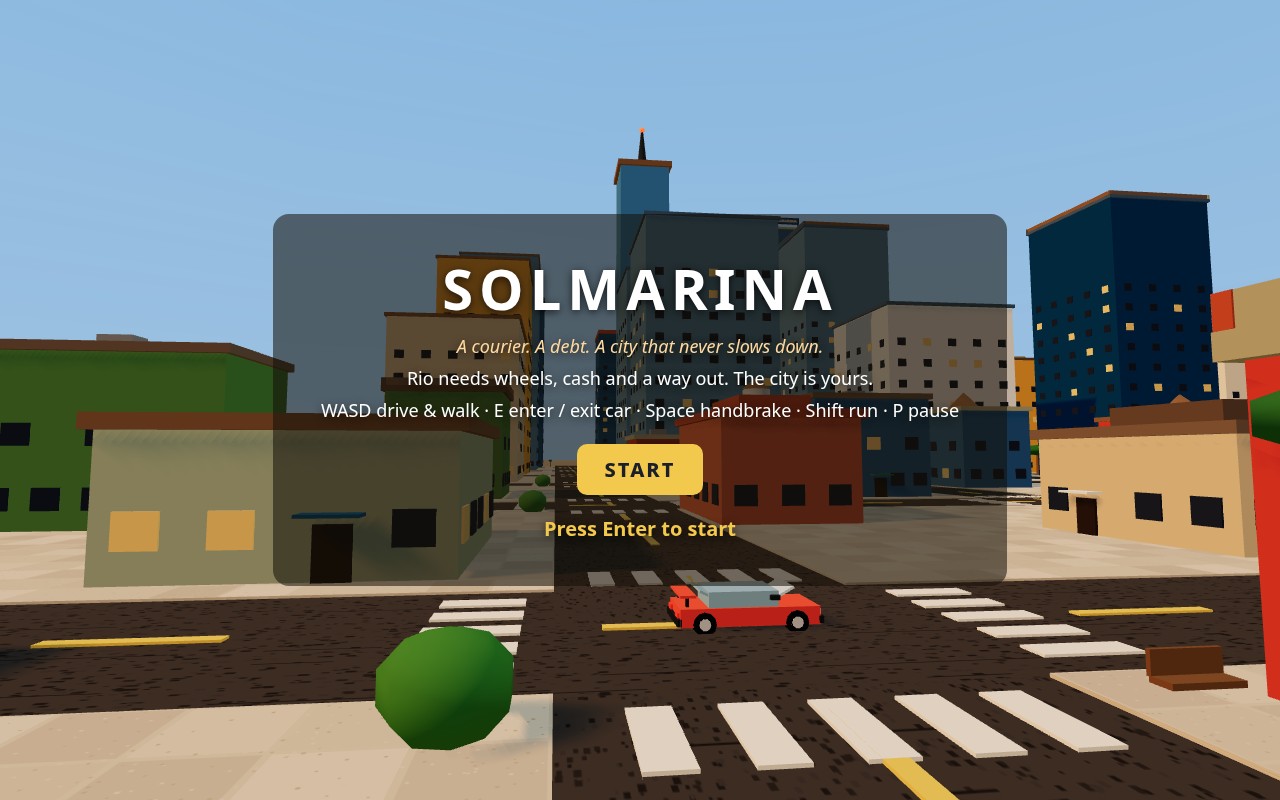 SOLMARINA
A courier. A debt. A city that never slows down.
Rio needs wheels, cash and a way out. The city is yours.
WASD drive & walk · E enter / exit car · Space handbrake · Shift run · P pause
START
Press Enter to start